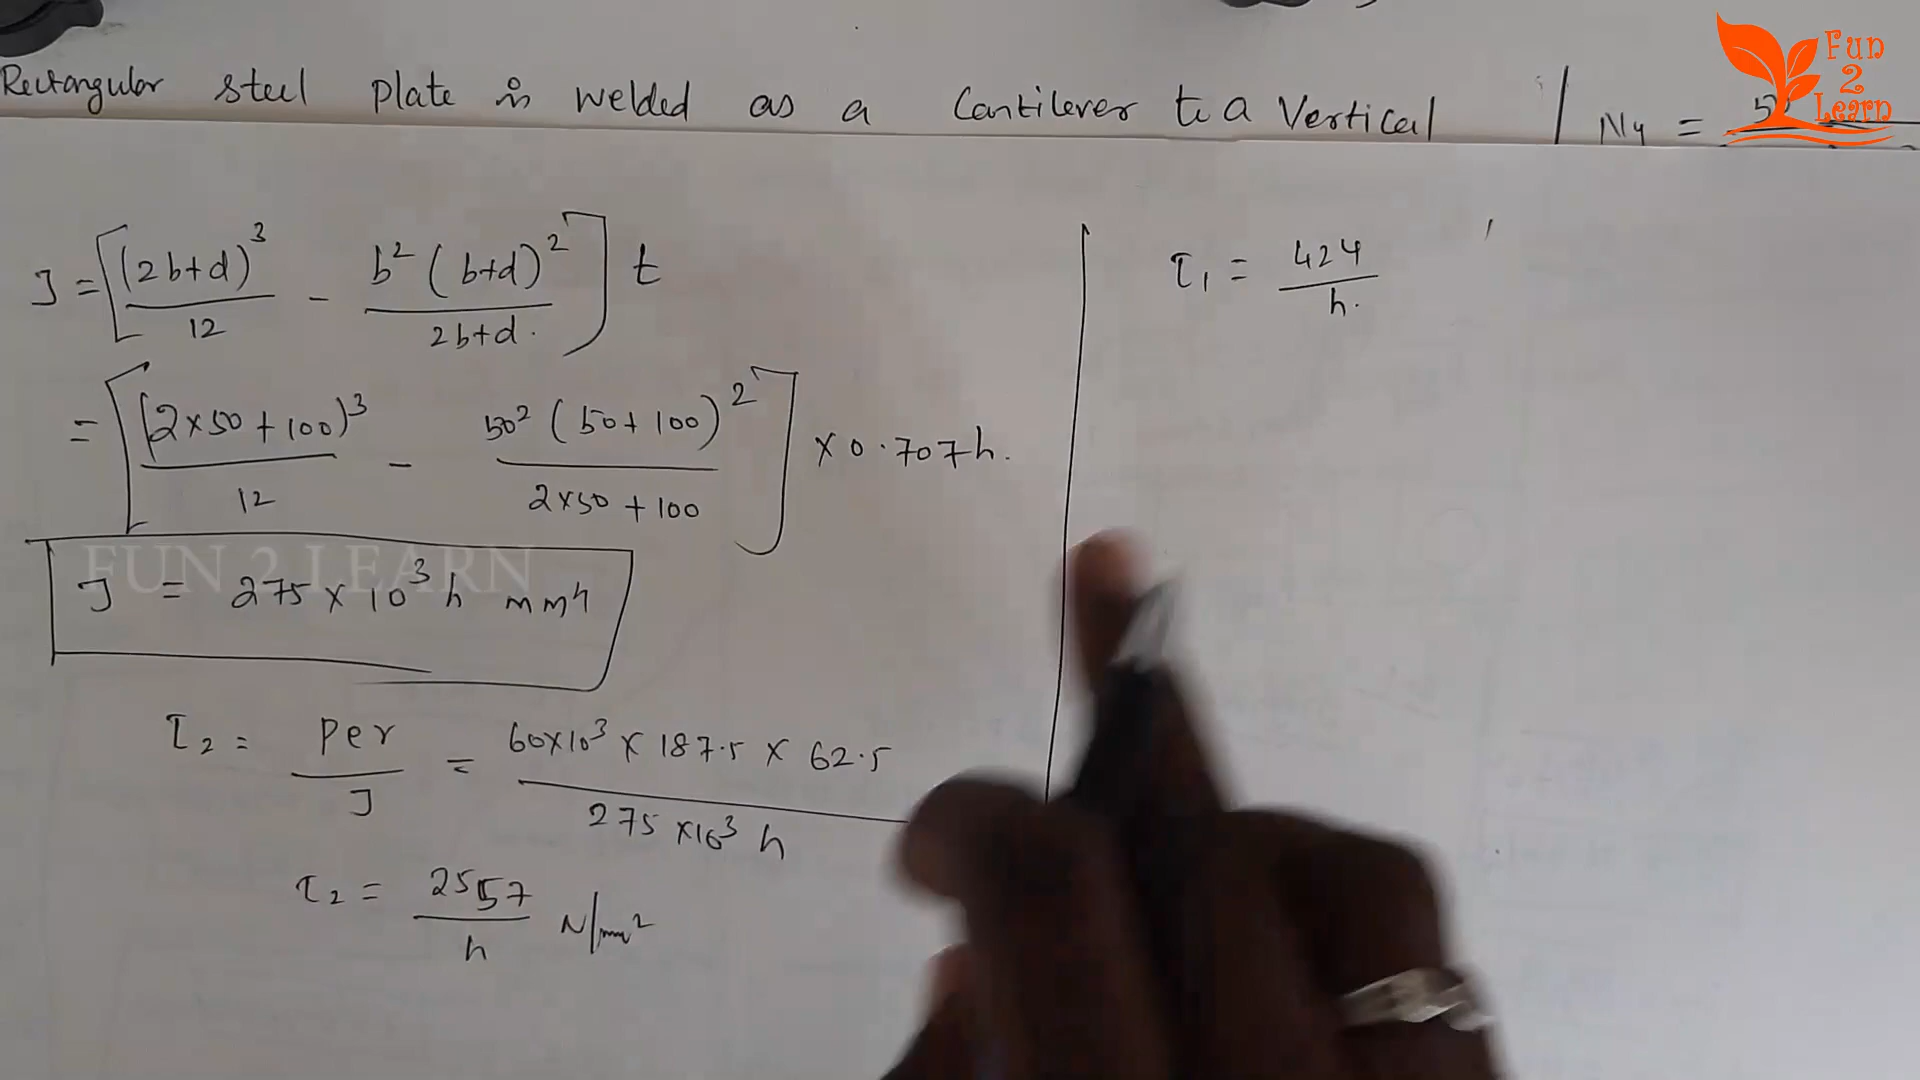 Rectangular steel plate is welded as a Cantilever to a Vertical
Fun
2
Learn
J = [(2b+d)³/12 - b²(b+d)²/2b+d.] t
= [(2×50+100)³/12 - 50²(50+100)²/2×50+100] × 0.707h.
FUN 2 LEARN
J = 275×10³ h mm4
τ₂ = Per/J = 60×10³ × 187.5 × 62.5/275×10³ h
τ₂ = 2557/h N/mm²
τ₁ = 424/h.